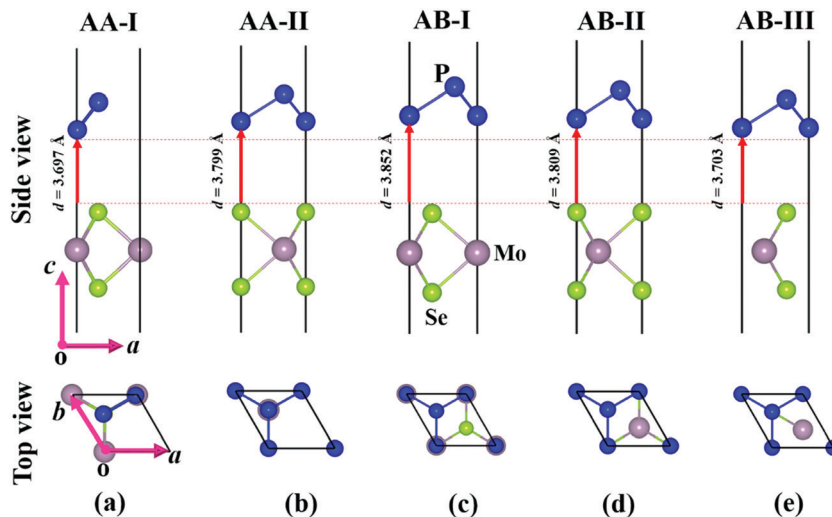 AA-I AA-II AB-I AB-II AB-III
Side view
P
d = 3.697 Å
d = 3.799 Å
d = 3.852 Å
d = 3.809 Å
d = 3.703 Å
Mo
Se
c
o
a
Top view
b
o
a
(a) (b) (c) (d) (e)